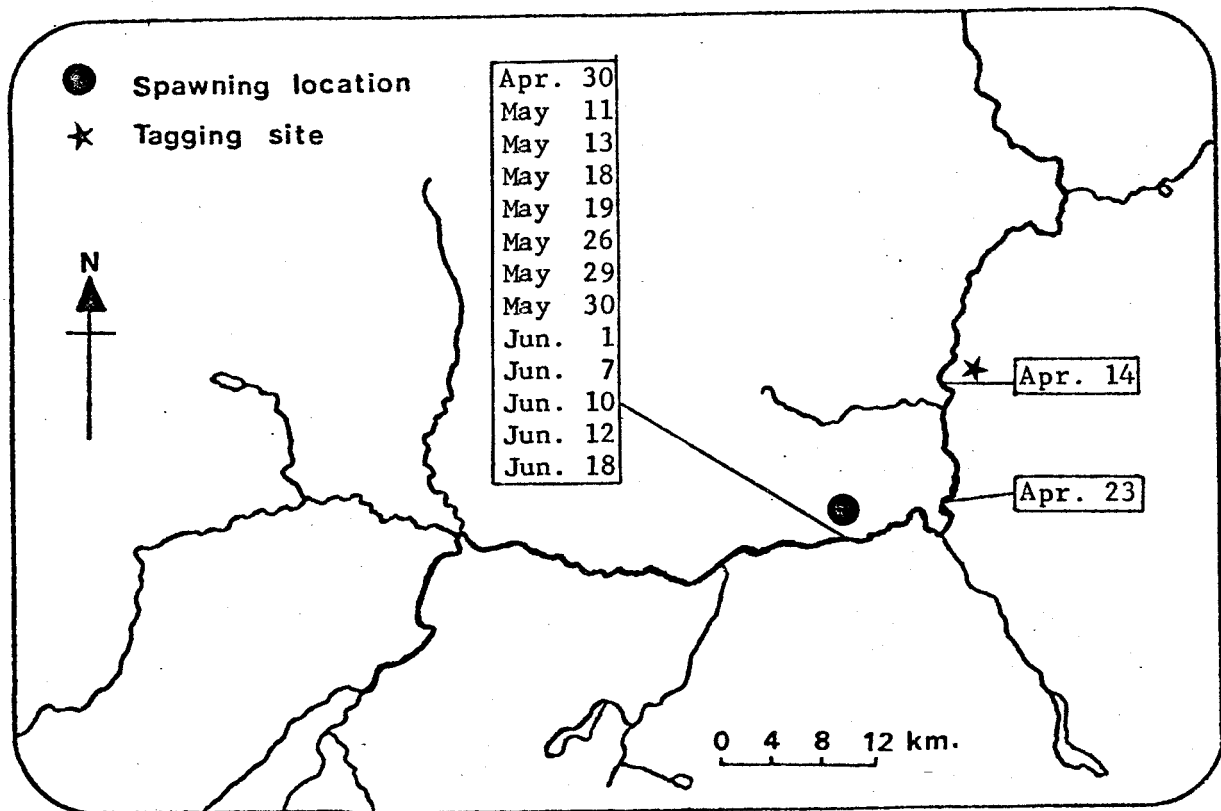 Spawning location
Tagging site
N
Apr. 30
May 11
May 13
May 18
May 19
May 26
May 29
May 30
Jun. 1
Jun. 7
Jun. 10
Jun. 12
Jun. 18
Apr. 14
Apr. 23
0 4 8 12 km.